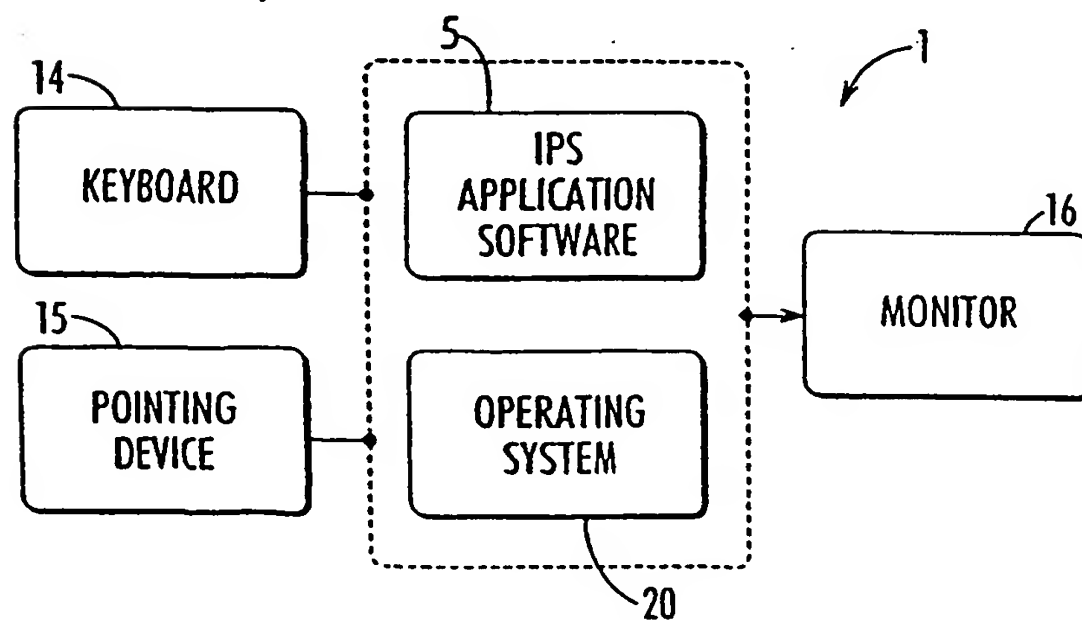 5
1
14
IPS
APPLICATION
SOFTWARE
KEYBOARD
16
MONITOR
15
POINTING
DEVICE
OPERATING
SYSTEM
20